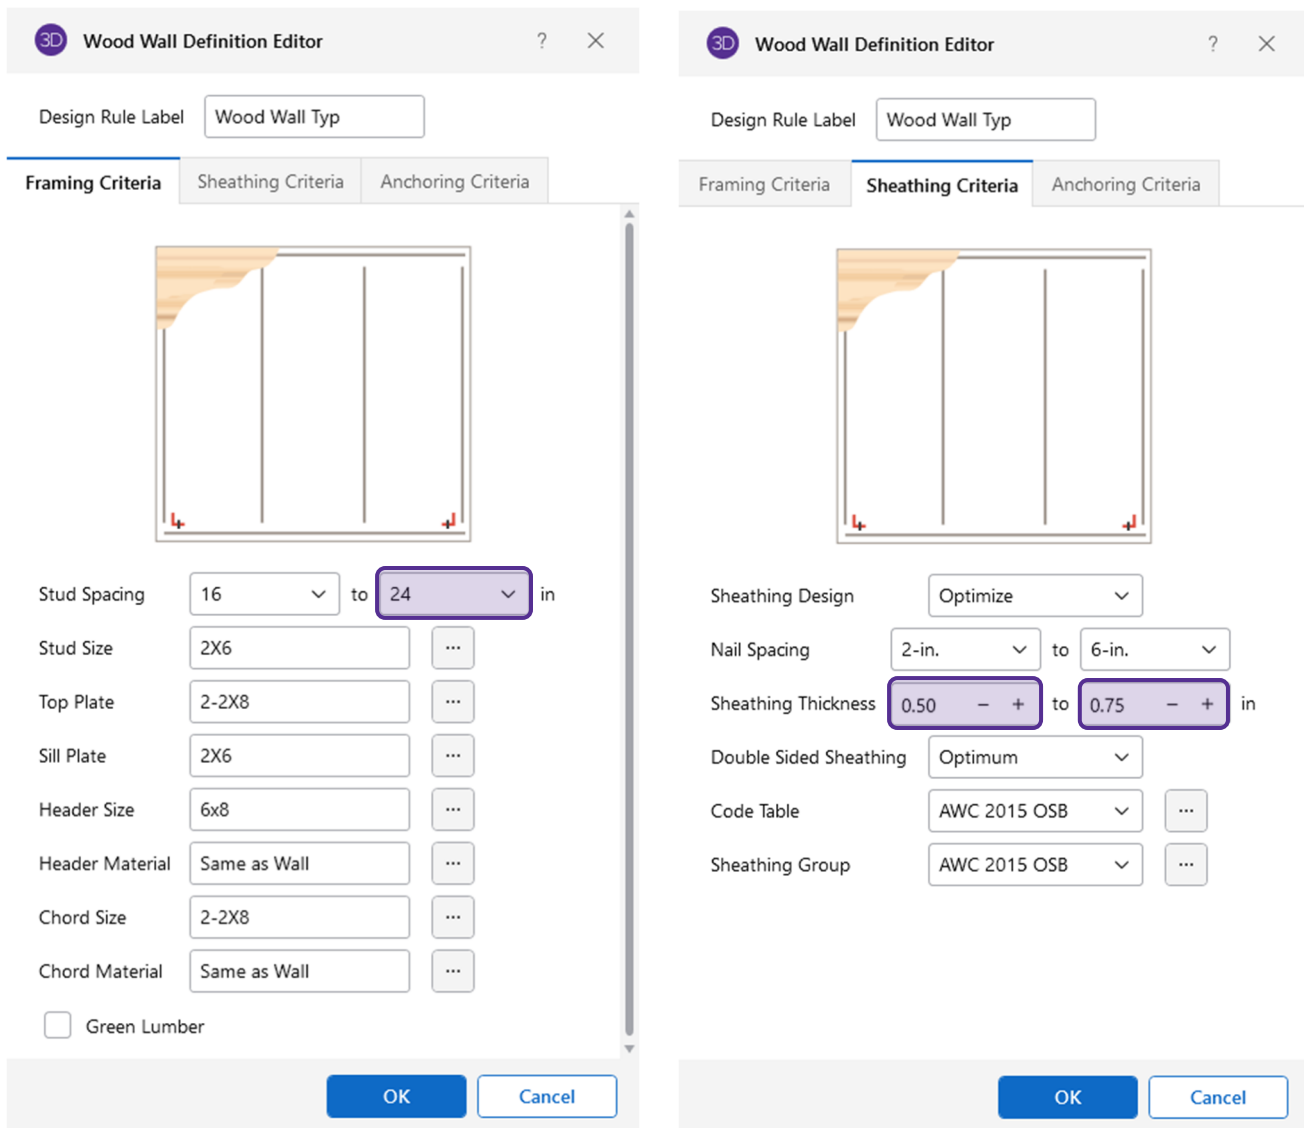 3D Wood Wall Definition Editor ?
Design Rule Label Wood Wall Typ
Framing Criteria Sheathing Criteria Anchoring Criteria
Stud Spacing 16 to 24 in
Stud Size 2X6 ...
Top Plate 2-2X8 ...
Sill Plate 2X6 ...
Header Size 6x8 ...
Header Material Same as Wall ...
Chord Size 2-2X8 ...
Chord Material Same as Wall ...
Green Lumber
OK Cancel
3D Wood Wall Definition Editor ?
Design Rule Label Wood Wall Typ
Framing Criteria Sheathing Criteria Anchoring Criteria
Sheathing Design Optimize
Nail Spacing 2-in. to 6-in.
Sheathing Thickness 0.50 − + to 0.75 − + in
Double Sided Sheathing Optimum
Code Table AWC 2015 OSB ...
Sheathing Group AWC 2015 OSB ...
OK Cancel